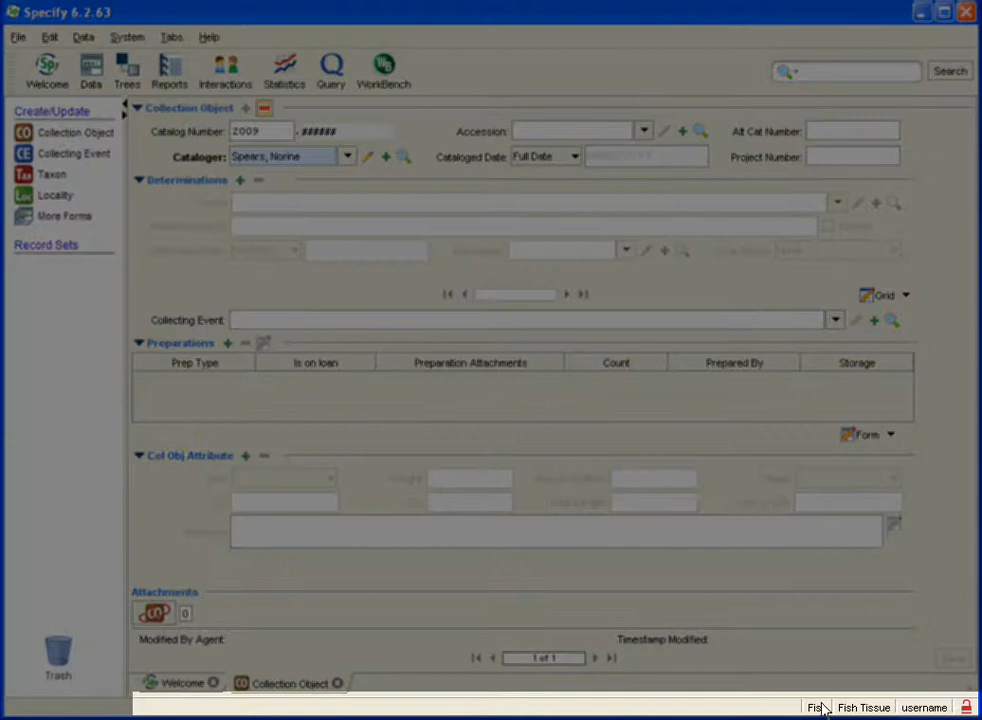 Specify 6.2.63
File Edit Data System Tabs Help
Welcome Data Trees Reports Interactions Statistics Query WorkBench Search
Create/Update
Collection Object
Collecting Event
Taxon
Locality
More Forms
Record Sets
Trash
Collection Object
Catalog Number: 2009 - ###### Accession: Alt Cat Number:
Cataloger: Spears, Norine Cataloged Date: Full Date Project Number:
Determinations
Grid
Collecting Event:
Preparations
Prep Type Is on loan Preparation Attachments Count Prepared By Storage
Form
Col Obj Attribute
Attachments
0
Modified By Agent: Timestamp Modified:
1 of 1
Welcome Collection Object
Fis Fish Tissue username